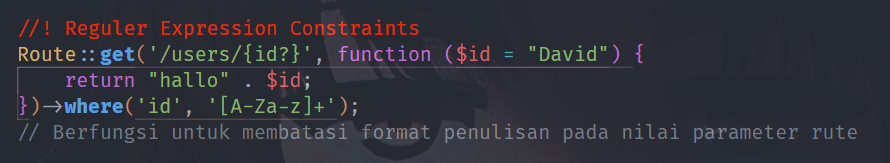 //! Reguler Expression Constraints
Route::get('/users/{id?}', function ($id = "David") {
    return "hallo" . $id;
})->where('id', '[A-Za-z]+');
// Berfungsi untuk membatasi format penulisan pada nilai parameter rute